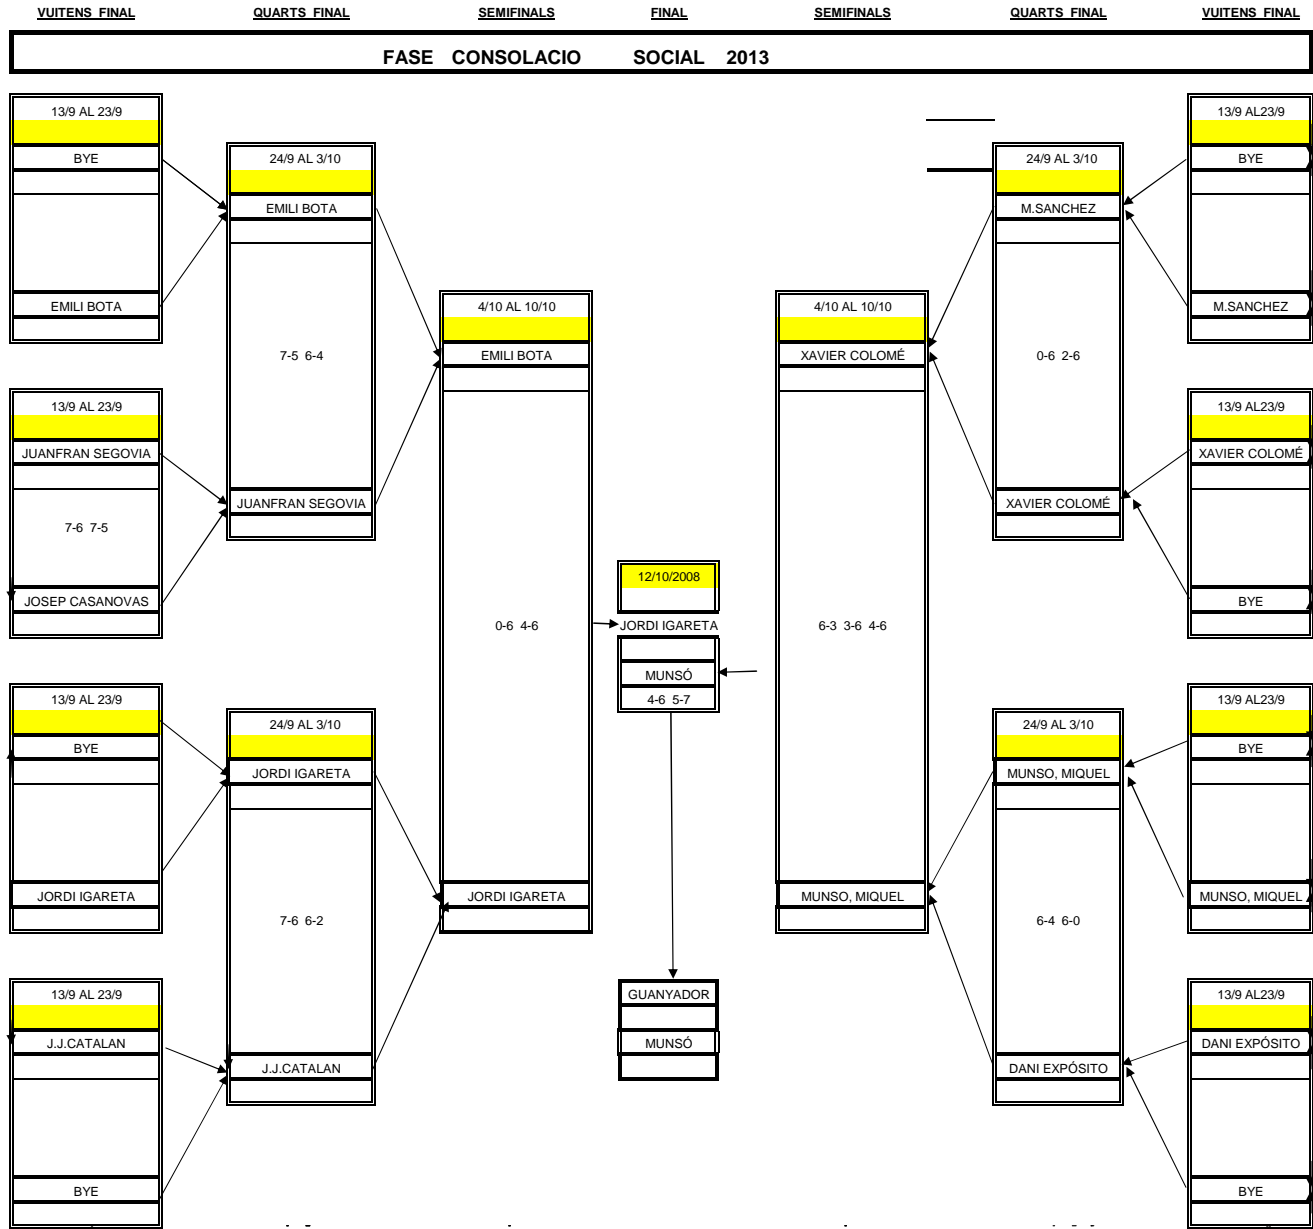 VUITENS FINAL QUARTS FINAL SEMIFINALS FINAL SEMIFINALS QUARTS FINAL VUITENS FINAL
FASE CONSOLACIO SOCIAL 2013
13/9 AL 23/9
BYE
EMILI BOTA
13/9 AL 23/9
JUANFRAN SEGOVIA
7-6 7-5
JOSEP CASANOVAS
13/9 AL 23/9
BYE
JORDI IGARETA
13/9 AL 23/9
J.J.CATALAN
BYE
24/9 AL 3/10
EMILI BOTA
7-5 6-4
JUANFRAN SEGOVIA
24/9 AL 3/10
JORDI IGARETA
7-6 6-2
J.J.CATALAN
4/10 AL 10/10
EMILI BOTA
0-6 4-6
JORDI IGARETA
12/10/2008
JORDI IGARETA
MUNSÓ
4-6 5-7
GUANYADOR
MUNSÓ
4/10 AL 10/10
XAVIER COLOMÉ
6-3 3-6 4-6
MUNSO, MIQUEL
24/9 AL 3/10
M.SANCHEZ
0-6 2-6
XAVIER COLOMÉ
24/9 AL 3/10
MUNSO, MIQUEL
6-4 6-0
DANI EXPÓSITO
13/9 AL23/9
BYE
M.SANCHEZ
13/9 AL23/9
XAVIER COLOMÉ
BYE
13/9 AL23/9
BYE
MUNSO, MIQUEL
13/9 AL23/9
DANI EXPÓSITO
BYE